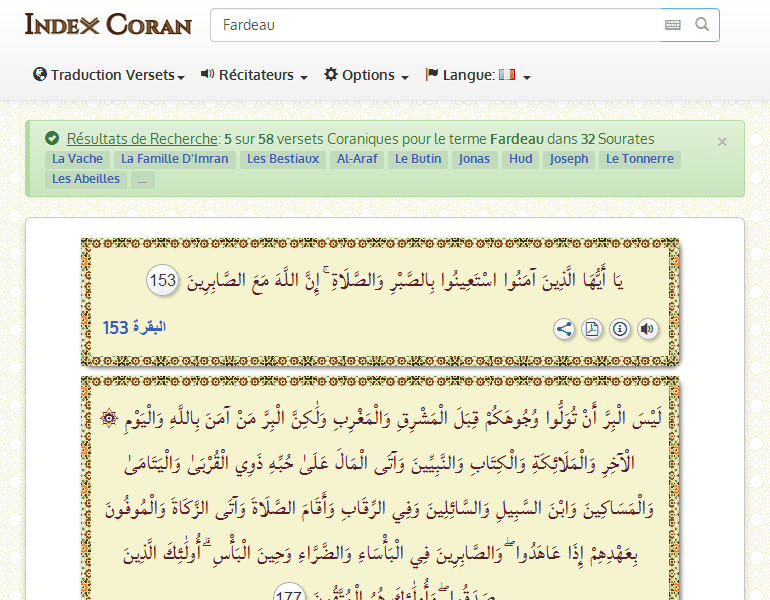 Index Coran
Fardeau
Traduction Versets Récitateurs Options Langue:
Résultats de Recherche: 5 sur 58 versets Coraniques pour le terme Fardeau dans 32 Sourates ×
La Vache La Famille D'Imran Les Bestiaux Al-Araf Le Butin Jonas Hud Joseph Le Tonnerre
Les Abeilles ...
يَا أَيُّهَا الَّذِينَ آمَنُوا اسْتَعِينُوا بِالصَّبْرِ وَالصَّلَاةِ ۚ إِنَّ اللَّهَ مَعَ الصَّابِرِينَ 153
البقرة 153
لَيْسَ الْبِرَّ أَنْ تُوَلُّوا وُجُوهَكُمْ قِبَلَ الْمَشْرِقِ وَالْمَغْرِبِ وَلَٰكِنَّ الْبِرَّ مَنْ آمَنَ بِاللَّهِ وَالْيَوْمِ ۞
الْآخِرِ وَالْمَلَائِكَةِ وَالْكِتَابِ وَالنَّبِيِّينَ وَآتَى الْمَالَ عَلَىٰ حُبِّهِ ذَوِي الْقُرْبَىٰ وَالْيَتَامَىٰ
وَالْمَسَاكِينَ وَابْنَ السَّبِيلِ وَالسَّائِلِينَ وَفِي الرِّقَابِ وَأَقَامَ الصَّلَاةَ وَآتَى الزَّكَاةَ وَالْمُوفُونَ
بِعَهْدِهِمْ إِذَا عَاهَدُوا ۖ وَالصَّابِرِينَ فِي الْبَأْسَاءِ وَالضَّرَّاءِ وَحِينَ الْبَأْسِ ۗ أُولَٰئِكَ الَّذِينَ
صَدَقُوا ۖ وَأُولَٰئِكَ هُمُ الْمُتَّقُونَ 177